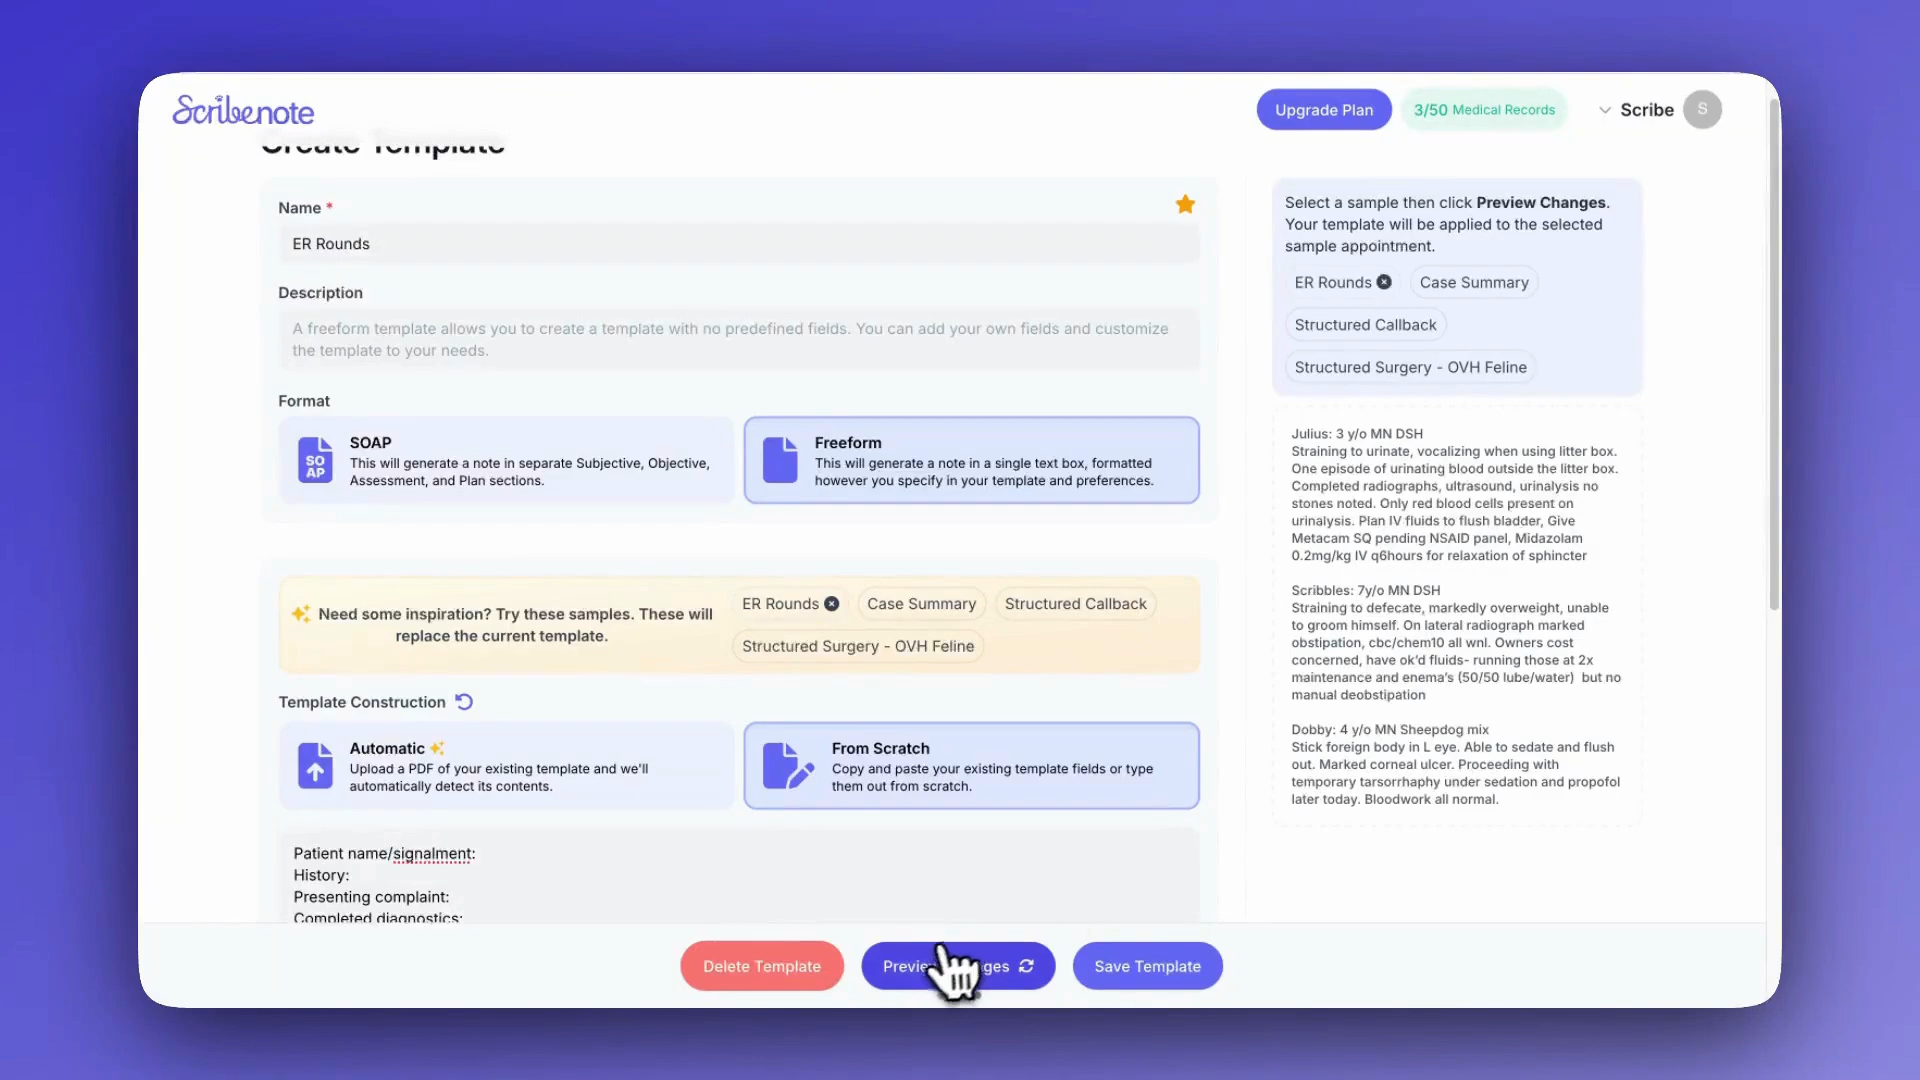 Scribenote
Upgrade Plan
3/50 Medical Records
Scribe
S
Create Template
Name *
ER Rounds
Description
A freeform template allows you to create a template with no predefined fields. You can add your own fields and customize
the template to your needs.
Format
SO
AP
SOAP
This will generate a note in separate Subjective, Objective,
Assessment, and Plan sections.
Freeform
This will generate a note in a single text box, formatted
however you specify in your template and preferences.
Need some inspiration? Try these samples. These will
replace the current template.
ER Rounds
Case Summary
Structured Callback
Structured Surgery - OVH Feline
Template Construction
Automatic
Upload a PDF of your existing template and we'll
automatically detect its contents.
From Scratch
Copy and paste your existing template fields or type
them out from scratch.
Patient name/signalment:
History:
Presenting complaint:
Completed diagnostics:
Select a sample then click Preview Changes.
Your template will be applied to the selected
sample appointment.
ER Rounds
Case Summary
Structured Callback
Structured Surgery - OVH Feline
Julius: 3 y/o MN DSH
Straining to urinate, vocalizing when using litter box.
One episode of urinating blood outside the litter box.
Completed radiographs, ultrasound, urinalysis no
stones noted. Only red blood cells present on
urinalysis. Plan IV fluids to flush bladder, Give
Metacam SQ pending NSAID panel, Midazolam
0.2mg/kg IV q6hours for relaxation of sphincter
Scribbles: 7y/o MN DSH
Straining to defecate, markedly overweight, unable
to groom himself. On lateral radiograph marked
obstipation, cbc/chem10 all wnl. Owners cost
concerned, have ok'd fluids- running those at 2x
maintenance and enema's (50/50 lube/water) but no
manual deobstipation
Dobby: 4 y/o MN Sheepdog mix
Stick foreign body in L eye. Able to sedate and flush
out. Marked corneal ulcer. Proceeding with
temporary tarsorrhaphy under sedation and propofol
later today. Bloodwork all normal.
Delete Template
Save Template